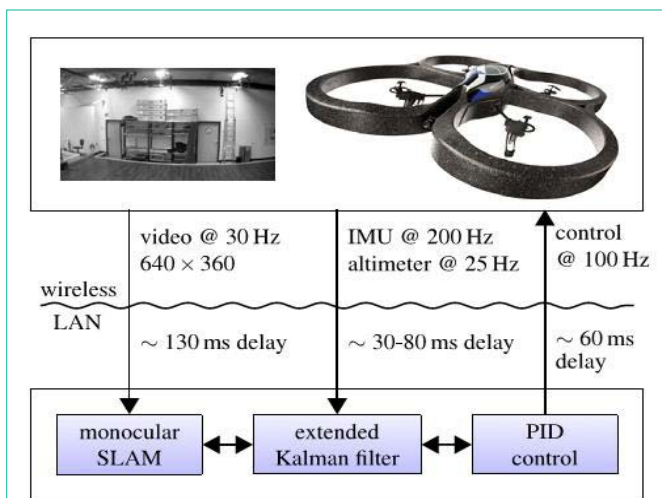 video @ 30 Hz
640 × 360
IMU @ 200 Hz
altimeter @ 25 Hz
control
@ 100 Hz
wireless
LAN
~ 130 ms delay
~ 30-80 ms delay
~ 60 ms
delay
monocular
SLAM
extended
Kalman filter
PID
control